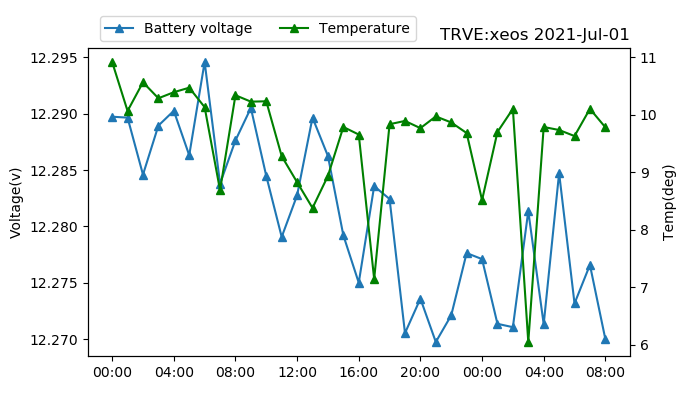 Battery voltage Temperature
TRVE:xeos 2021-Jul-01
12.295
12.290
12.285
12.280
12.275
12.270
Voltage(v)
11
10
9
8
7
6
Temp(deg)
00:00 04:00 08:00 12:00 16:00 20:00 00:00 04:00 08:00